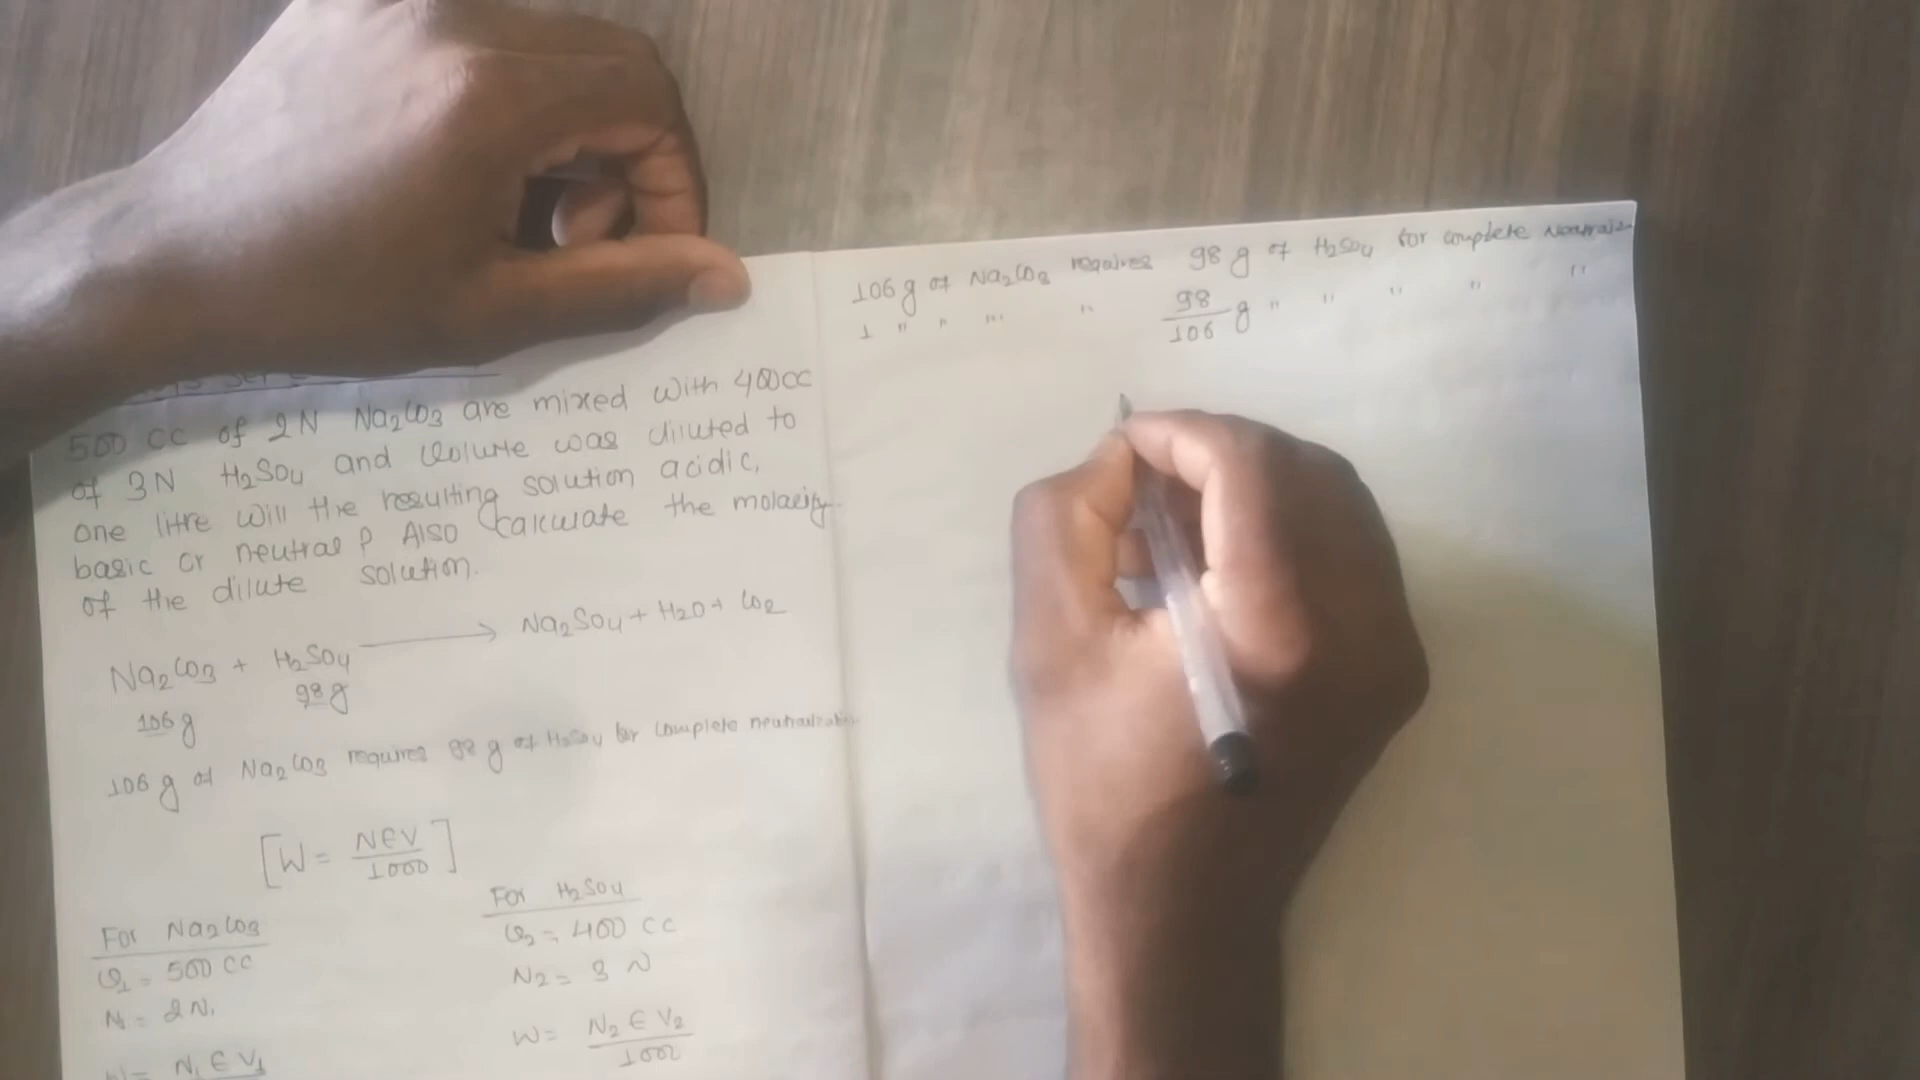 500 cc of 2N Na2CO3 are mixed with 400cc
of 3N H2SO4 and volume was diluted to
one litre will the resulting solution acidic,
basic or neutral ? Also calculate the molarity
of the dilute solution.
Na2CO3 + H2SO4 → Na2SO4 + H2O + CO2
106 g 98 g
106 g of Na2CO3 requires 98 g of H2SO4 for complete neutralization
[W = NEV/1000]
For Na2CO3
V1 = 500 cc
N1 = 2N
W = N1 E V1
For H2SO4
V2 = 400 cc
N2 = 3 N
W = N2 E V2/1000
106 g of Na2CO3 requires 98 g of H2SO4 for complete
1 " " " " 98/106 g " " " " "